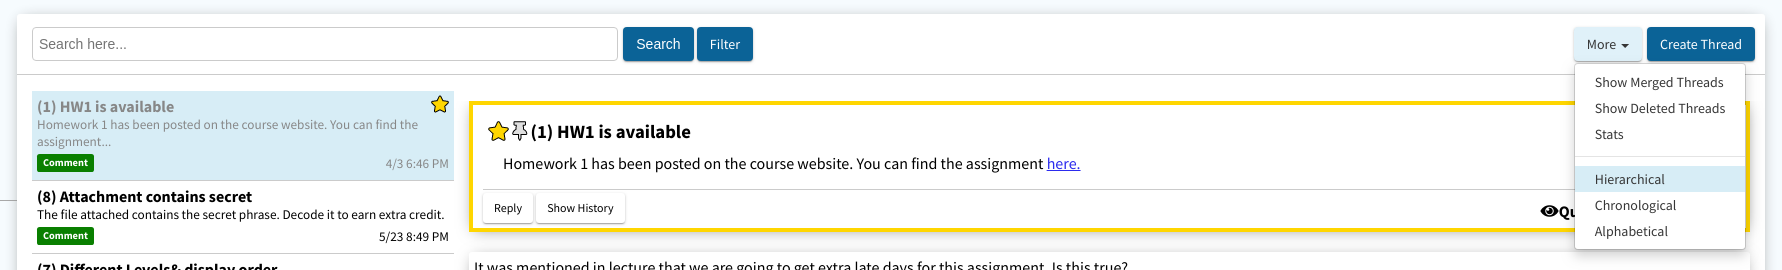 Search here...
Search
Filter
More
Create Thread
Show Merged Threads
Show Deleted Threads
Stats
Hierarchical
Chronological
Alphabetical
(1) HW1 is available
Homework 1 has been posted on the course website. You can find the
assignment...
Comment
4/3 6:46 PM
(8) Attachment contains secret
The file attached contains the secret phrase. Decode it to earn extra credit.
Comment
5/23 8:49 PM
(7) Different Levels& display order
(1) HW1 is available
Homework 1 has been posted on the course website. You can find the assignment here.
Reply
Show History
It was mentioned in lecture that we are going to get extra late days for this assignment. Is this true?